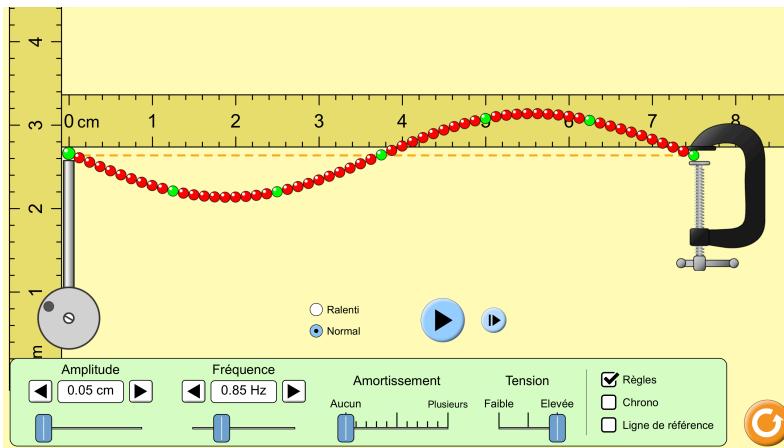 4
3
2
1
m
0 cm 1 2 3 4 5 6 7 8
Ralenti
Normal
Amplitude
0.05 cm
Fréquence
0.85 Hz
Amortissement
Aucun Plusieurs
Tension
Faible Elevée
Règles
Chrono
Ligne de référence